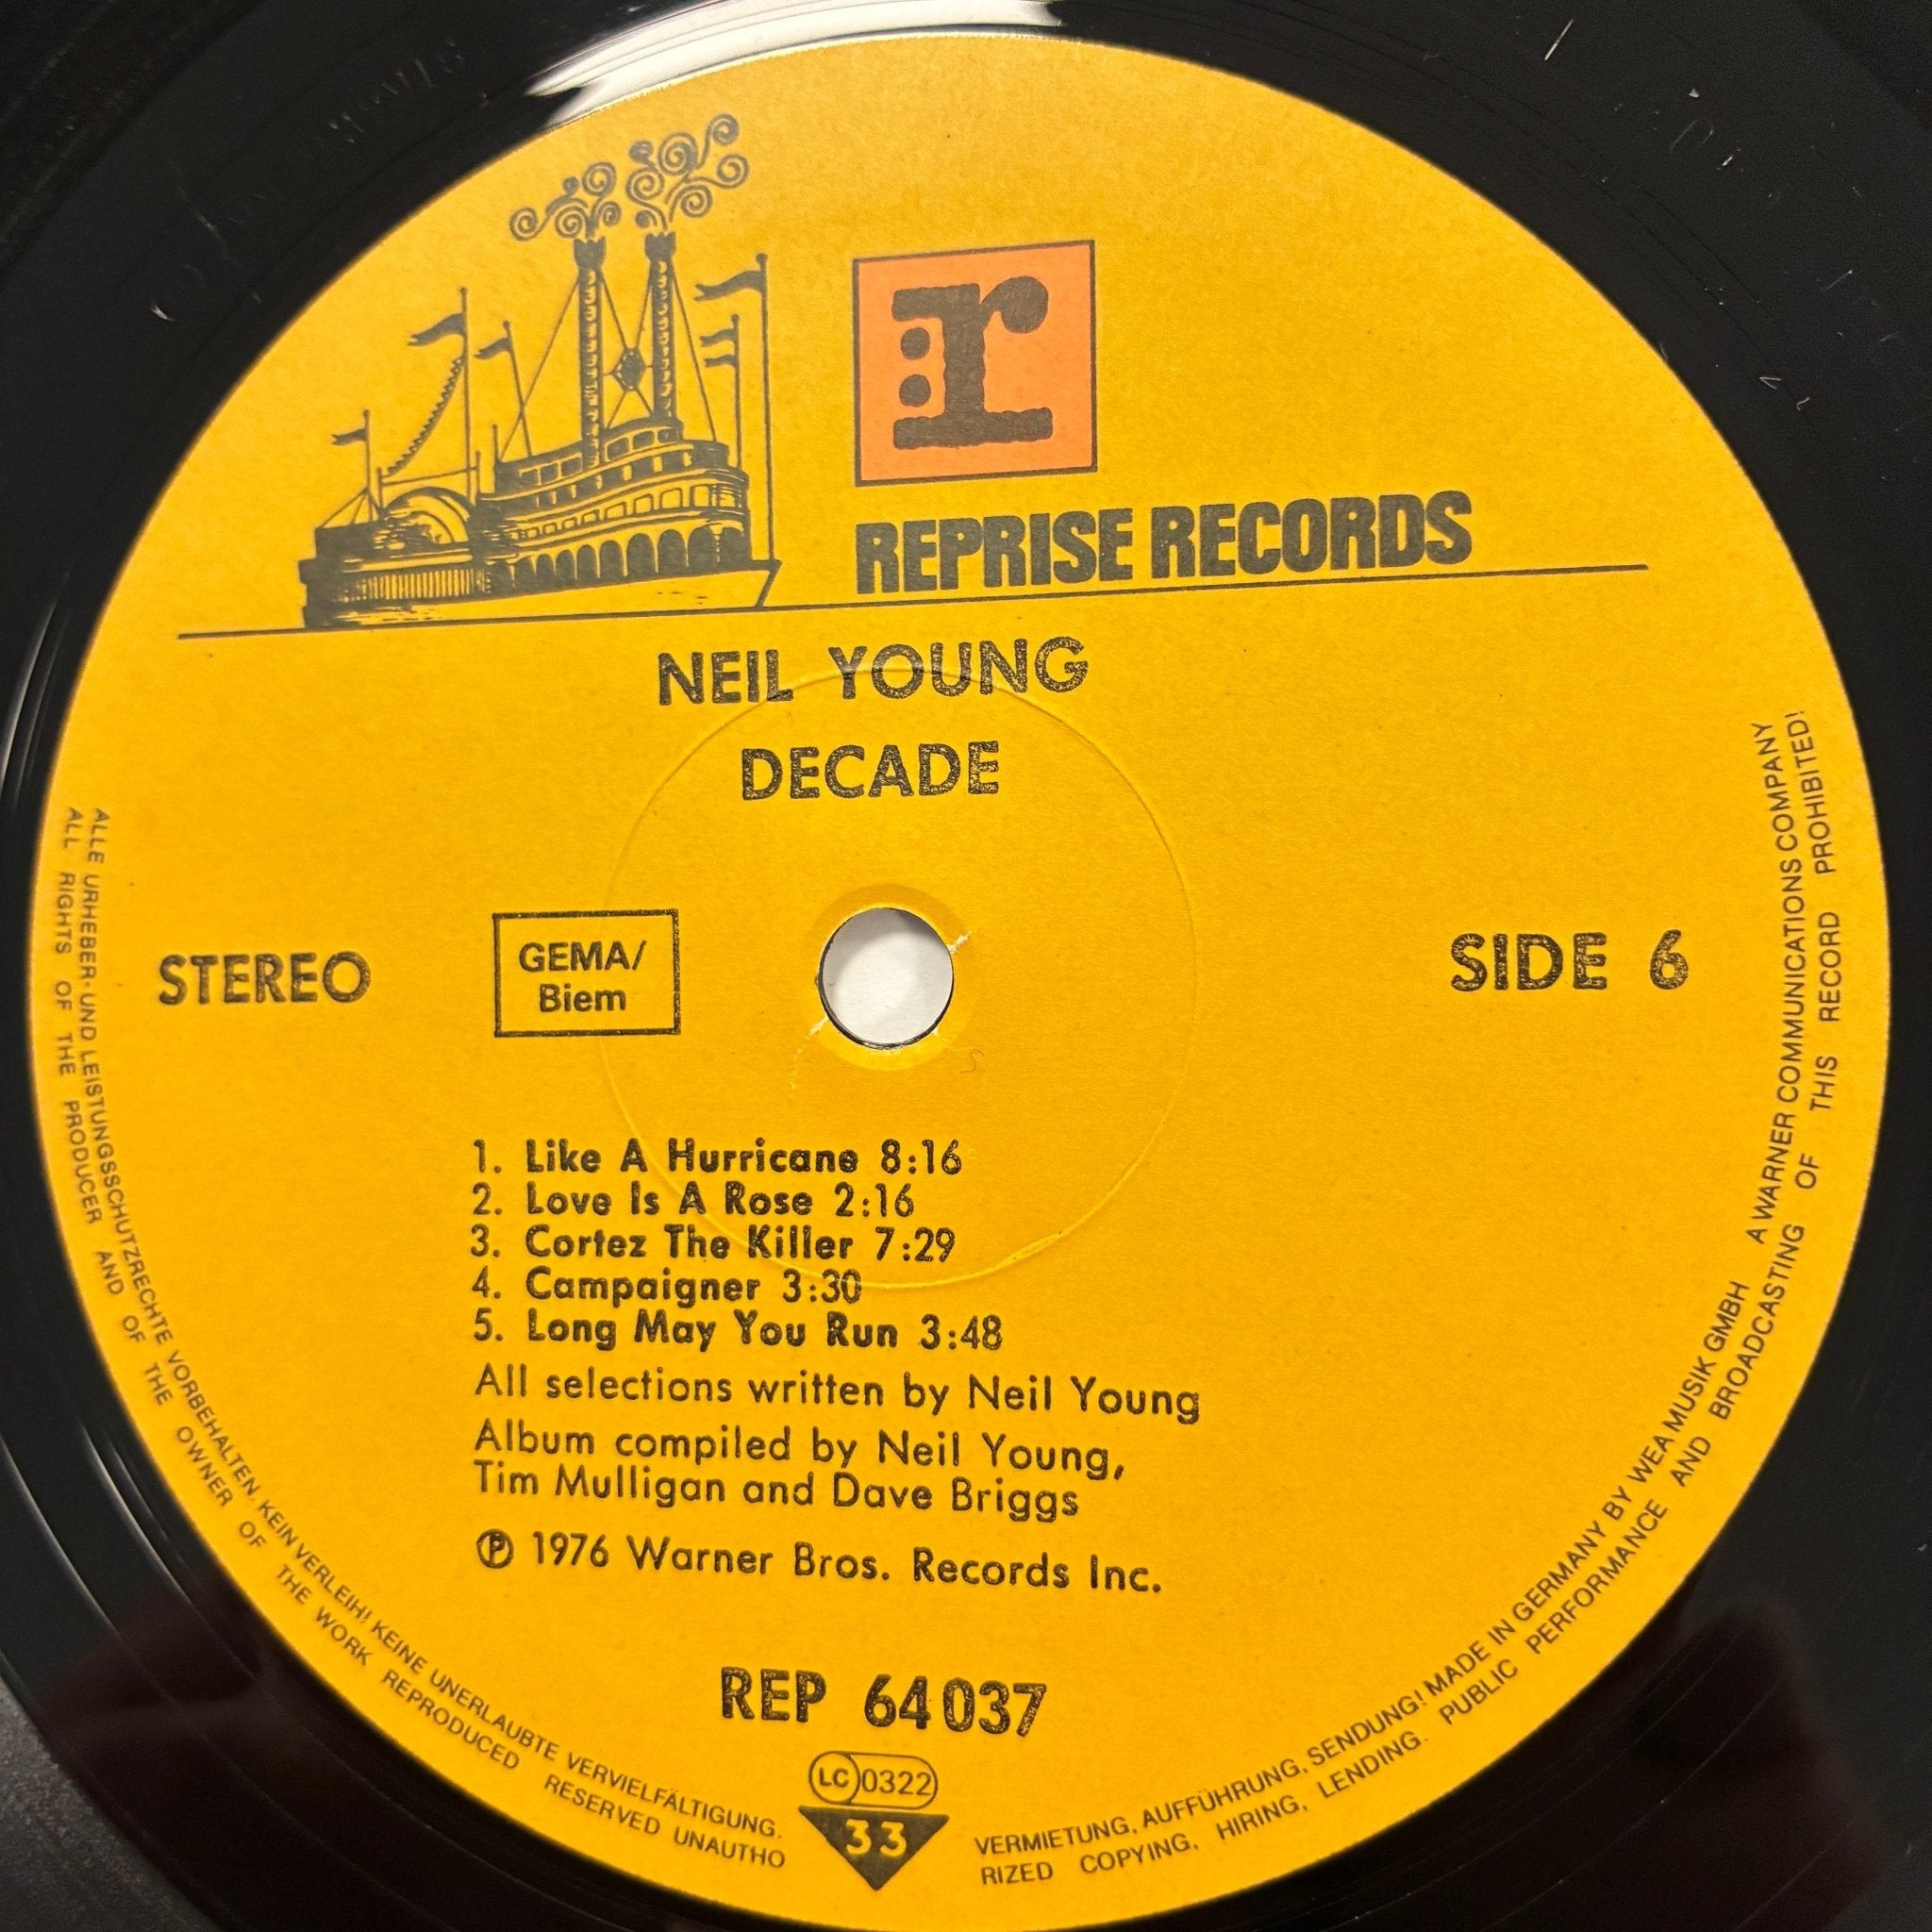 r
REPRISE RECORDS
NEIL YOUNG
DECADE
STEREO
GEMA/
Biem
SIDE 6
1. Like A Hurricane 8:16
2. Love Is A Rose 2:16
3. Cortez The Killer 7:29
4. Campaigner 3:30
5. Long May You Run 3:48
All selections written by Neil Young
Album compiled by Neil Young,
Tim Mulligan and Dave Briggs
℗ 1976 Warner Bros. Records Inc.
REP 64 037
LC 0322
33
ALLE URHEBER- UND LEISTUNGSSCHUTZRECHTE VORBEHALTEN. KEIN VERLEIH! KEINE UNERLAUBTE VERVIELFÄLTIGUNG, VERMIETUNG, AUFFÜHRUNG, SENDUNG! MADE IN GERMANY BY WEA MUSIK GMBH A WARNER COMMUNICATIONS COMPANY
ALL RIGHTS OF THE PRODUCER AND OF THE OWNER OF THE WORK REPRODUCED RESERVED UNAUTHORIZED COPYING, HIRING, LENDING. PUBLIC PERFORMANCE AND BROADCASTING OF THIS RECORD PROHIBITED!